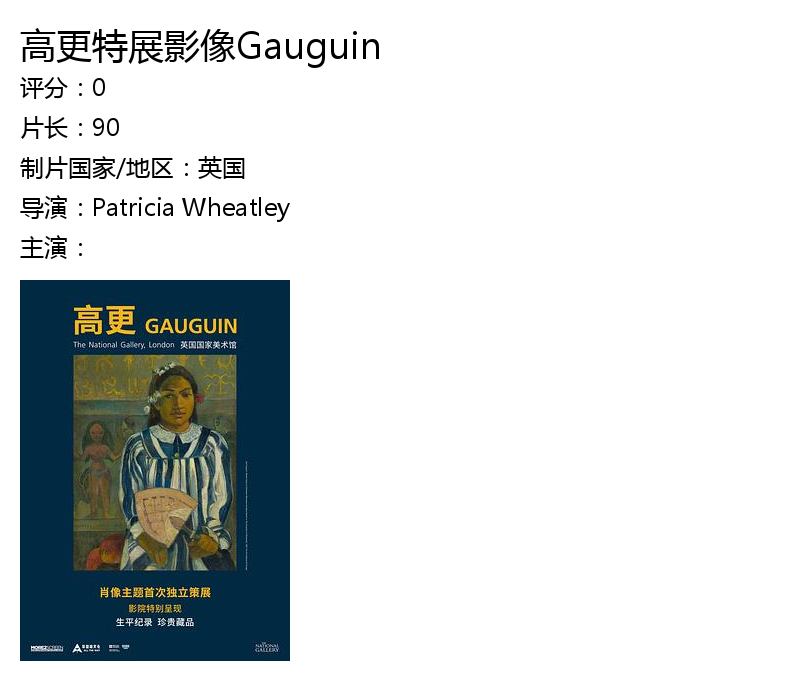 高更特展影像Gauguin
评分：0
片长：90
制片国家/地区：英国
导演：Patricia Wheatley
主演：
高更 GAUGUIN
The National Gallery, London 英国国家美术馆
肖像主题首次独立策展
影院特别呈现
生平纪录 珍贵藏品
THE NATIONAL GALLERY